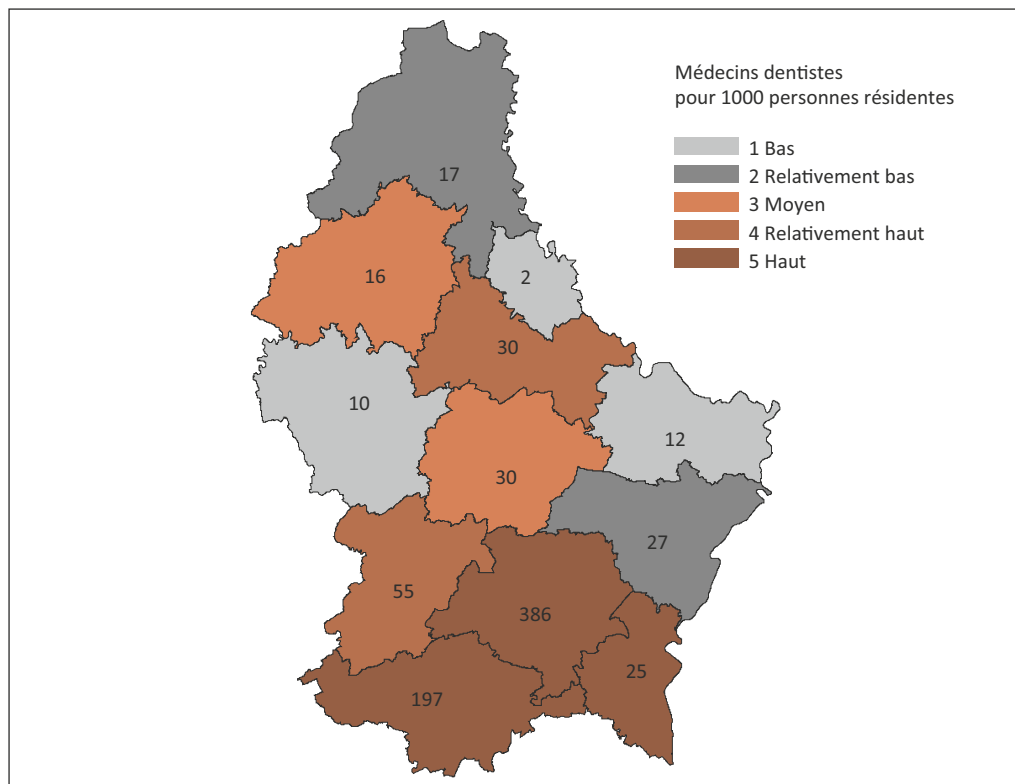 Médecins dentistes
pour 1000 personnes résidentes
1 Bas
2 Relativement bas
3 Moyen
4 Relativement haut
5 Haut
17
16
2
30
10
12
30
27
55
386
25
197